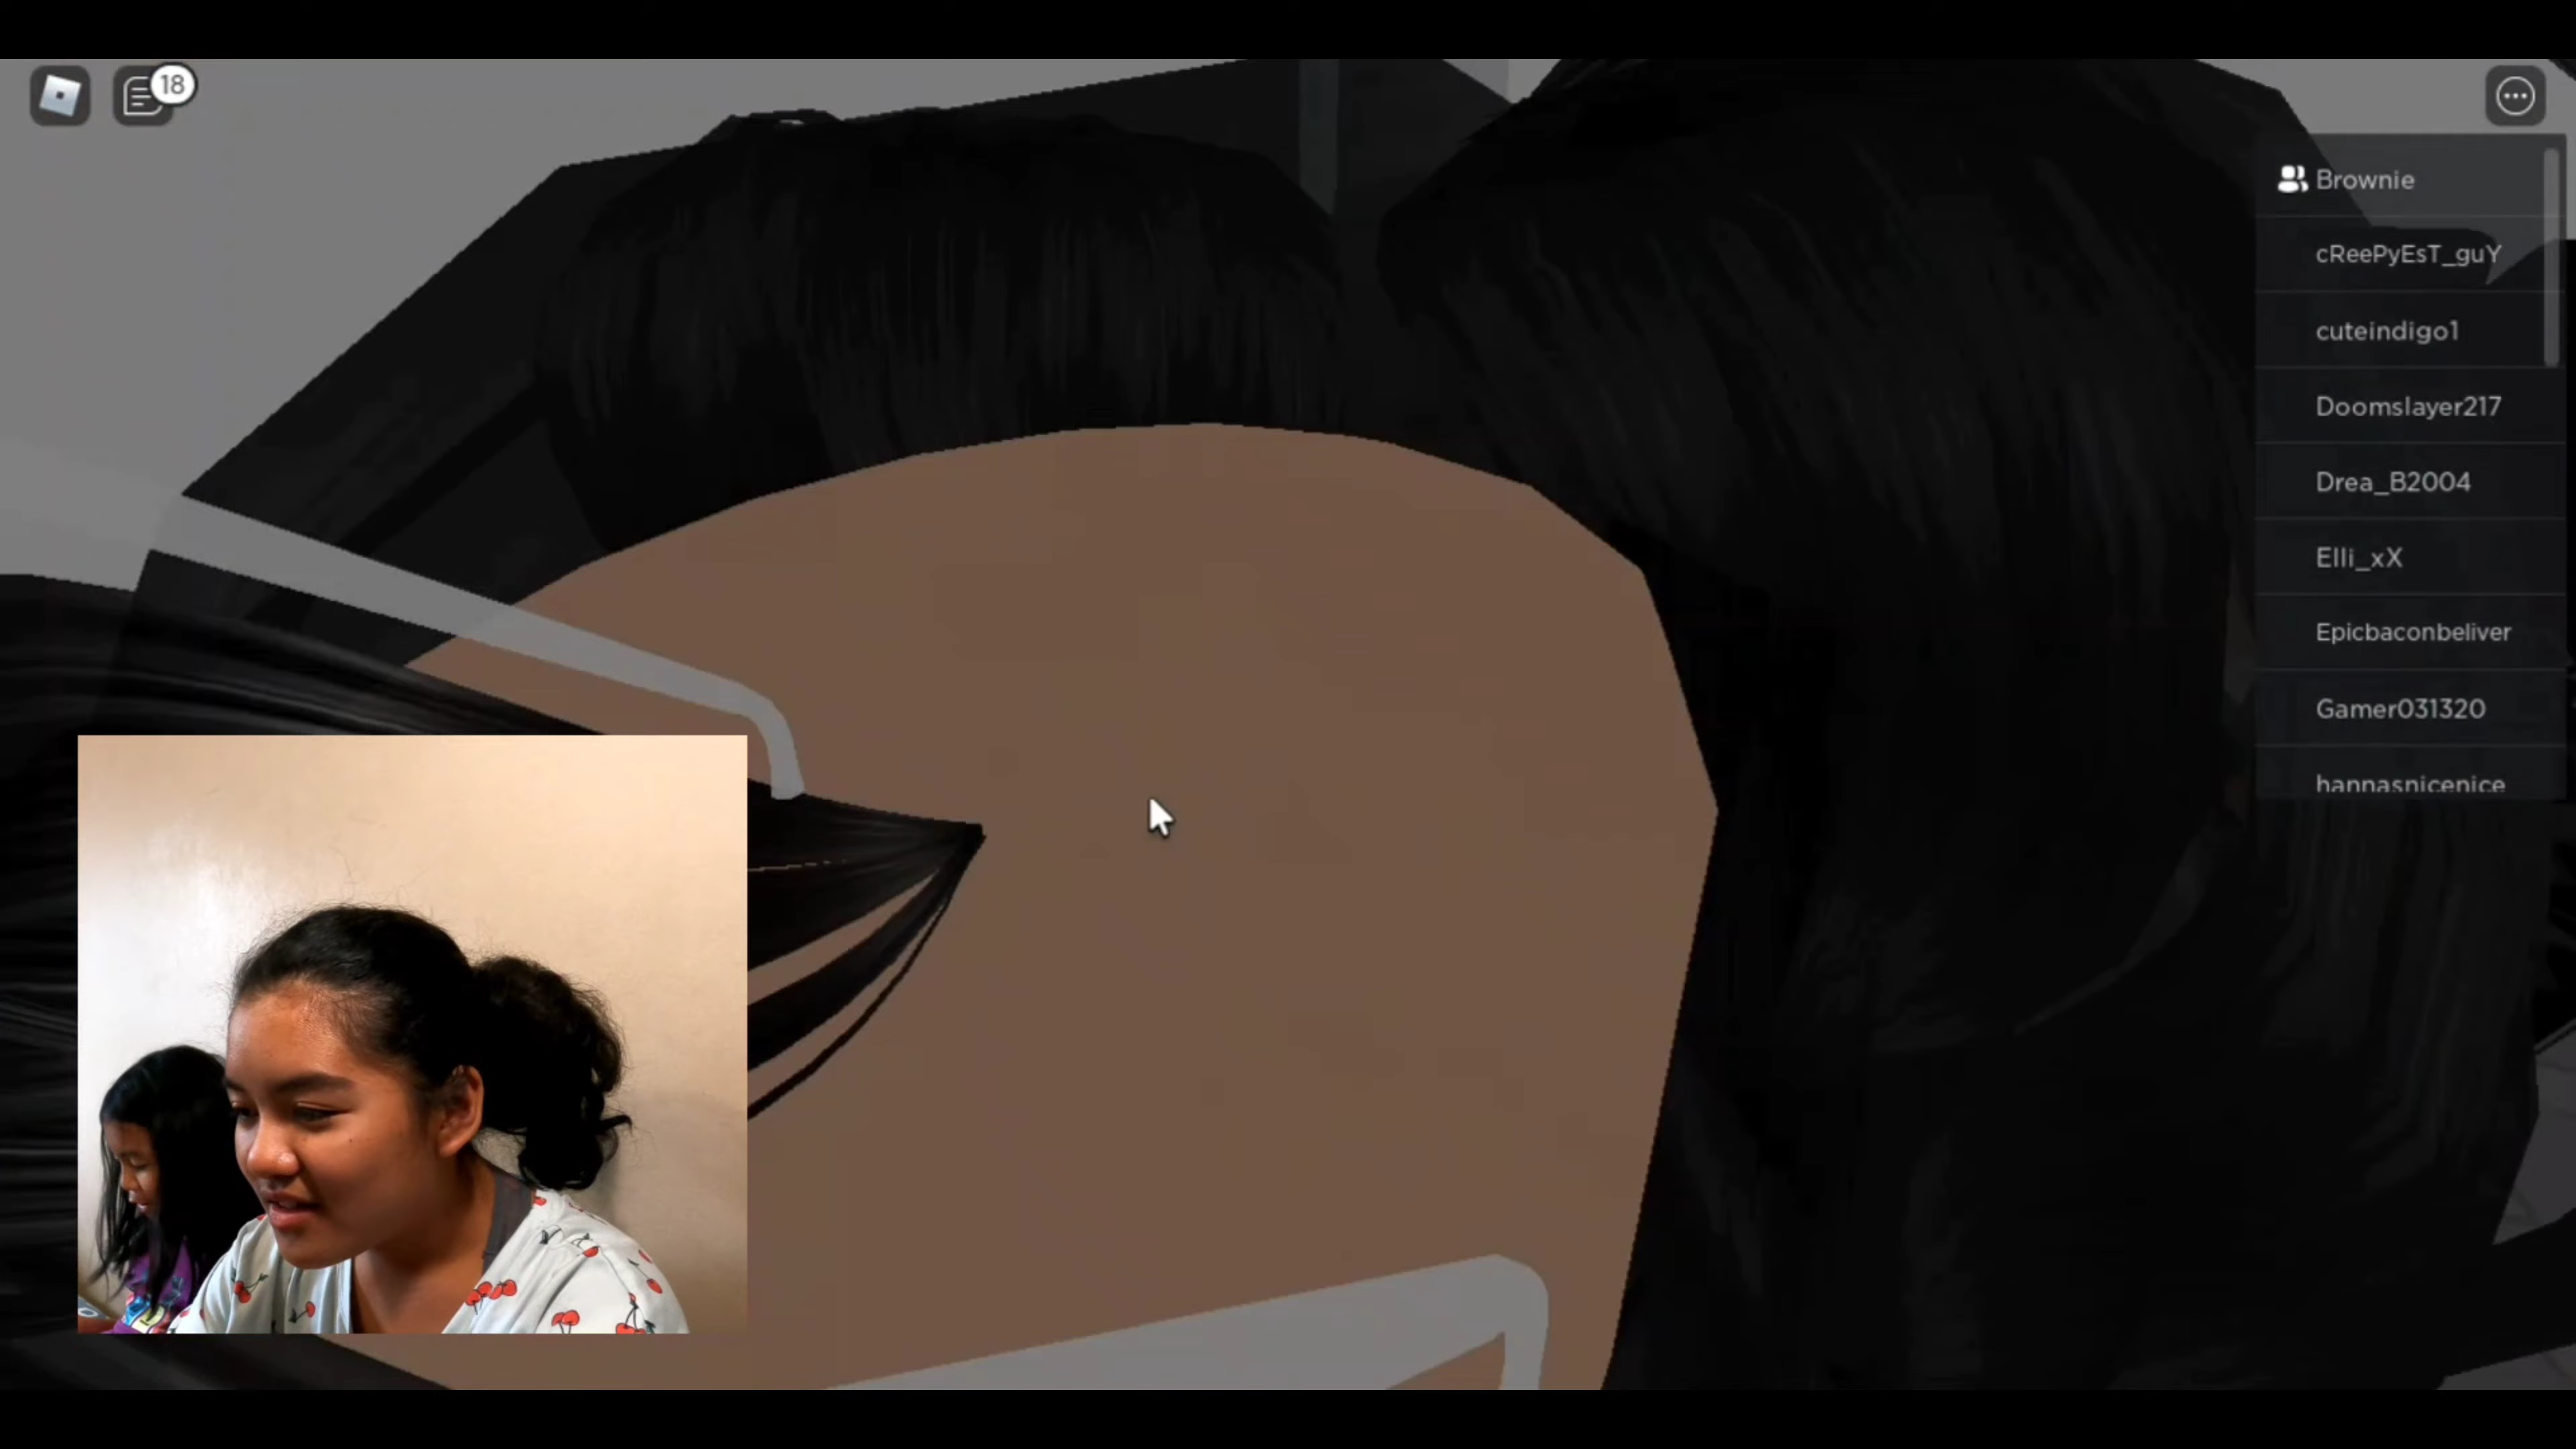 18
Brownie
cReePyEsT_guY
cuteindigo1
Doomslayer217
Drea_B2004
Elli_xX
Epicbaconbeliver
Gamer031320
hannasnicenice